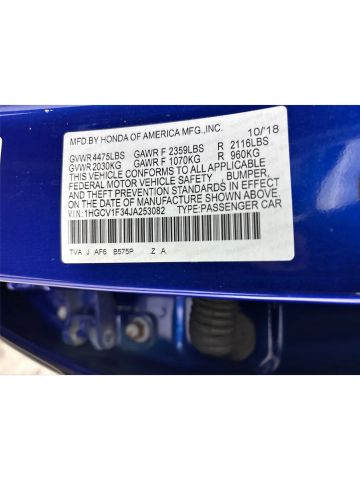 MFD.BY HONDA OF AMERICA MFG.,INC. 10/'18
GVWR 4475LBS GAWR F 2359LBS R 2116LBS
GVWR 2030KG GAWR F 1070KG R 960KG
THIS VEHICLE CONFORMS TO ALL APPLICABLE
FEDERAL MOTOR VEHICLE SAFETY , BUMPER,
AND THEFT PREVENTION STANDARDS IN EFFECT
ON THE DATE OF MANUFACTURE SHOWN ABOVE.
V.I.N:1HGCV1F34JA253082 TYPE:PASSENGER CAR
TVA J AF6 B575P Z A